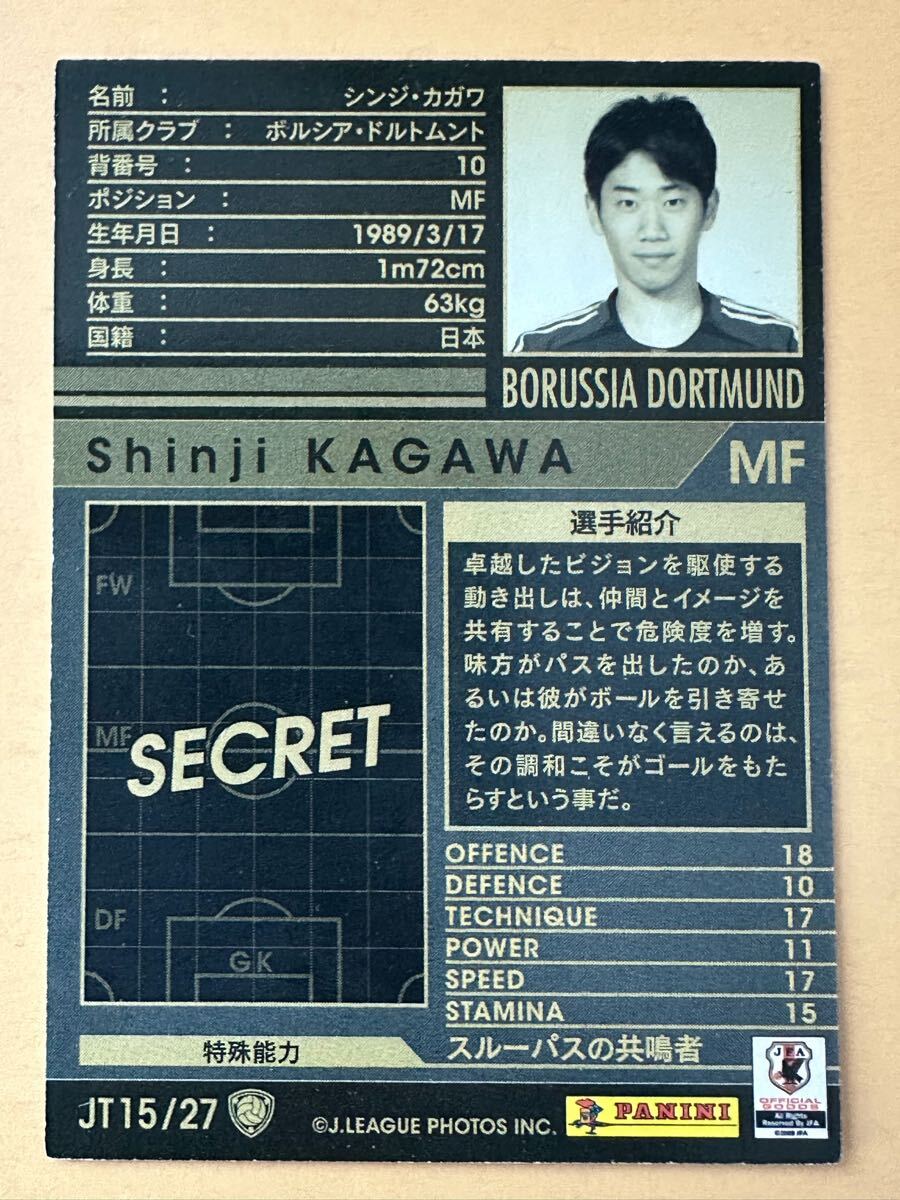 名前 : シンジ・カガワ
所属クラブ : ボルシア・ドルトムント
背番号 : 10
ポジション : MF
生年月日 : 1989/3/17
身長 : 1m72cm
体重 : 63kg
国籍 : 日本
BORUSSIA DORTMUND
Shinji KAGAWA
MF
FW
MF
SECRET
DF
GK
選手紹介
卓越したビジョンを駆使する
動き出しは、仲間とイメージを
共有することで危険度を増す。
味方がパスを出したのか、あ
るいは彼がボールを引き寄せ
たのか。間違いなく言えるのは、
その調和こそがゴールをもた
らすという事だ。
OFFENCE 18
DEFENCE 10
TECHNIQUE 17
POWER 11
SPEED 17
STAMINA 15
特殊能力 スルーパスの共鳴者
JT15/27
©J.LEAGUE PHOTOS INC.
PANINI
JFA
OFFICIAL
GOODS
All Rights
Reserved By JFA